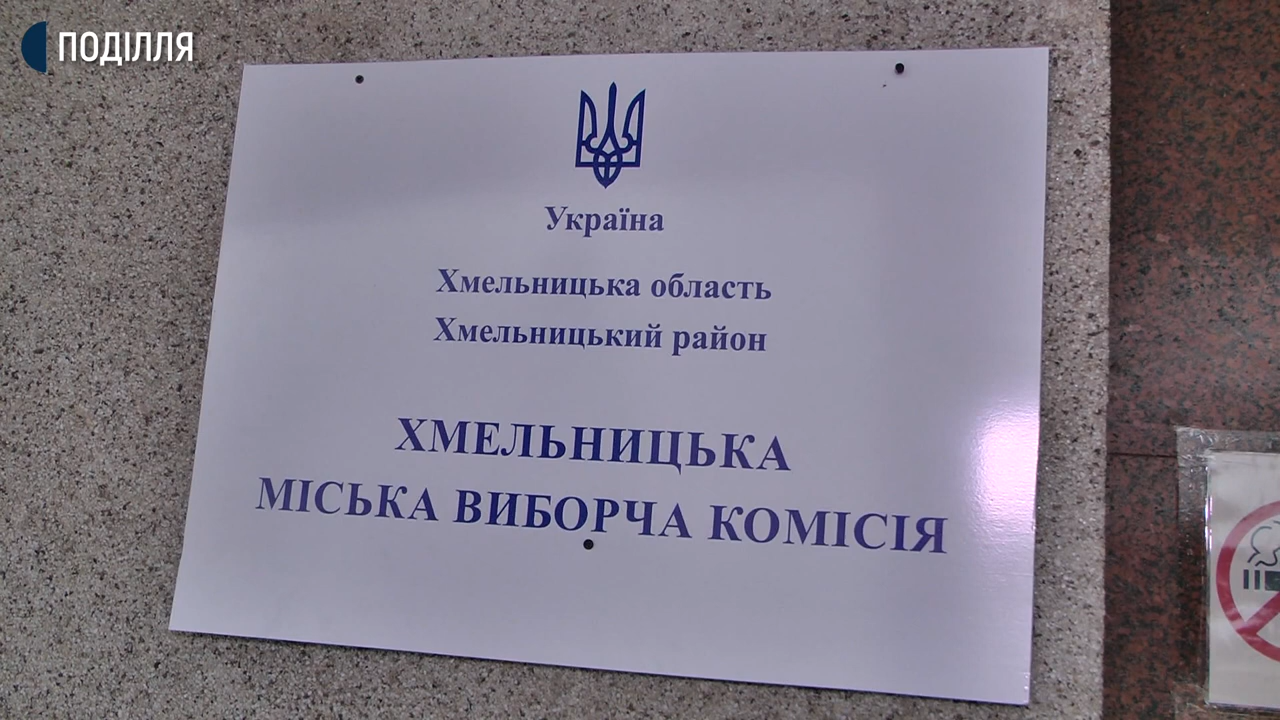 ПОДІЛЛЯ
Україна
Хмельницька область
Хмельницький район
ХМЕЛЬНИЦЬКА
МІСЬКА ВИБОРЧА КОМІСІЯ